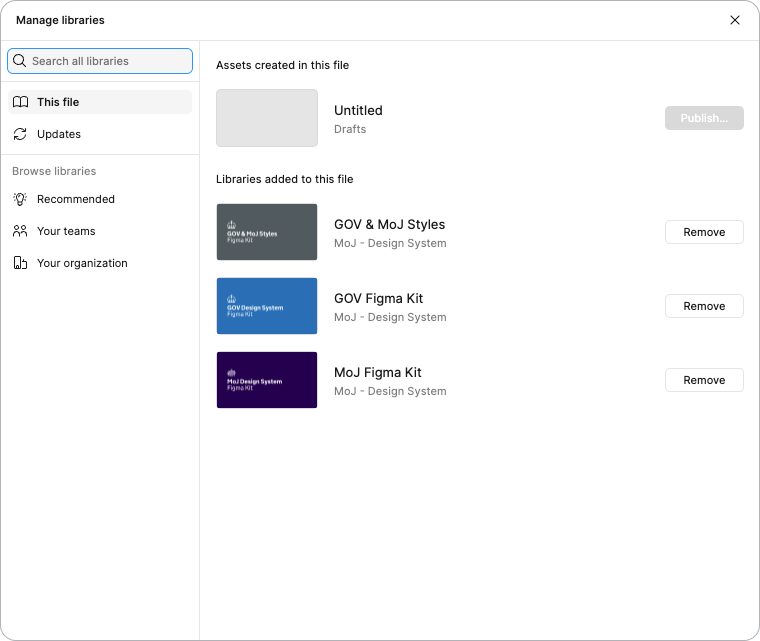 Manage libraries
Search all libraries
This file
Updates
Browse libraries
Recommended
Your teams
Your organization
Assets created in this file
Untitled
Drafts
Publish...
Libraries added to this file
GOV & MoJ Styles
Figma Kit
GOV & MoJ Styles
MoJ - Design System
Remove
GOV Design System
Figma Kit
GOV Figma Kit
MoJ - Design System
Remove
MoJ Design System
Figma Kit
MoJ Figma Kit
MoJ - Design System
Remove